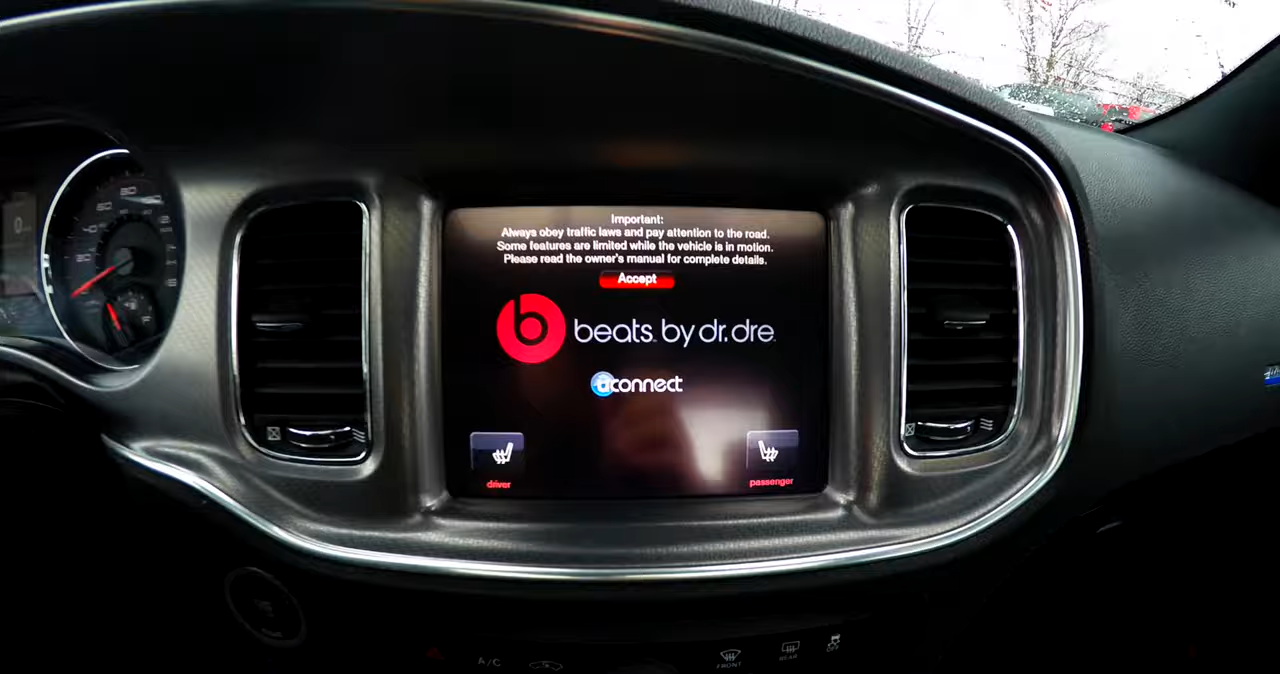 Important:
Always obey traffic laws and pay attention to the road.
Some features are limited while the vehicle is in motion.
Please read the owner's manual for complete details.
Accept
b beats by dr. dre
uconnect
driver
passenger
A/C
FRONT
REAR
OFF
0